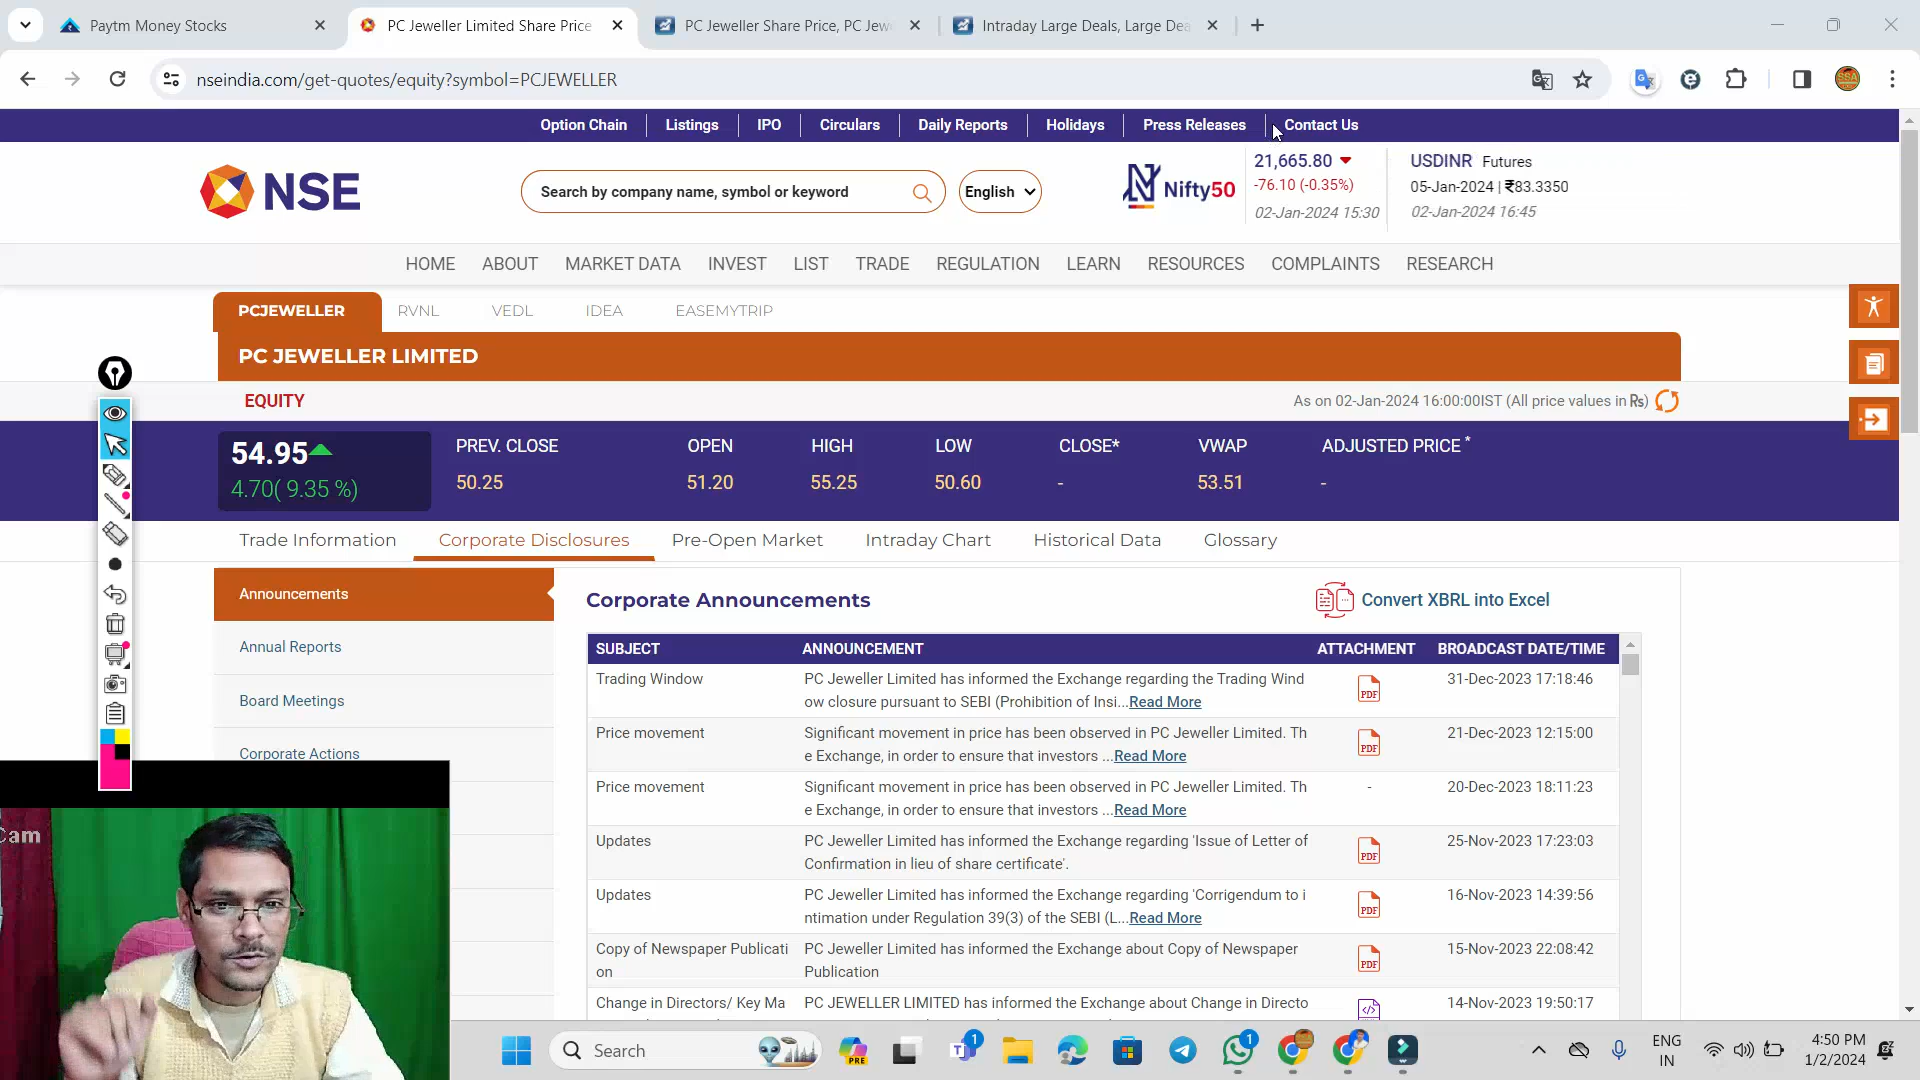 Paytm Money Stocks
PC Jeweller Limited Share Price
PC Jeweller Share Price, PC Jew
Intraday Large Deals, Large Dea
nseindia.com/get-quotes/equity?symbol=PCJEWELLER
SSA
Option Chain
Listings
IPO
Circulars
Daily Reports
Holidays
Press Releases
Contact Us
NSE
Search by company name, symbol or keyword
English
Nifty50
21,665.80
-76.10 (-0.35%)
02-Jan-2024 15:30
USDINR Futures
05-Jan-2024 | ₹83.3350
02-Jan-2024 16:45
HOME ABOUT MARKET DATA INVEST LIST TRADE REGULATION LEARN RESOURCES COMPLAINTS RESEARCH
PCJEWELLER RVNL VEDL IDEA EASEMYTRIP
PC JEWELLER LIMITED
EQUITY
As on 02-Jan-2024 16:00:00IST (All price values in ₨)
54.95
4.70( 9.35 %)
PREV. CLOSE OPEN HIGH LOW CLOSE* VWAP ADJUSTED PRICE *
50.25 51.20 55.25 50.60 - 53.51 -
Trade Information Corporate Disclosures Pre-Open Market Intraday Chart Historical Data Glossary
Announcements
Annual Reports
Board Meetings
Corporate Actions
Corporate Announcements
Convert XBRL into Excel
SUBJECT ANNOUNCEMENT ATTACHMENT BROADCAST DATE/TIME
Trading Window PC Jeweller Limited has informed the Exchange regarding the Trading Wind PDF 31-Dec-2023 17:18:46
ow closure pursuant to SEBI (Prohibition of Insi...Read More
Price movement Significant movement in price has been observed in PC Jeweller Limited. Th PDF 21-Dec-2023 12:15:00
e Exchange, in order to ensure that investors ...Read More
Price movement Significant movement in price has been observed in PC Jeweller Limited. Th - 20-Dec-2023 18:11:23
e Exchange, in order to ensure that investors ...Read More
Updates PC Jeweller Limited has informed the Exchange regarding 'Issue of Letter of PDF 25-Nov-2023 17:23:03
Confirmation in lieu of share certificate'.
Updates PC Jeweller Limited has informed the Exchange regarding 'Corrigendum to i PDF 16-Nov-2023 14:39:56
ntimation under Regulation 39(3) of the SEBI (L...Read More
Copy of Newspaper Publicati PC Jeweller Limited has informed the Exchange about Copy of Newspaper PDF 15-Nov-2023 22:08:42
on Publication
Change in Directors/ Key Ma PC JEWELLER LIMITED has informed the Exchange about Change in Directo 14-Nov-2023 19:50:17
Cam
Search
PRE
1
1
ENG
IN
4:50 PM
1/2/2024